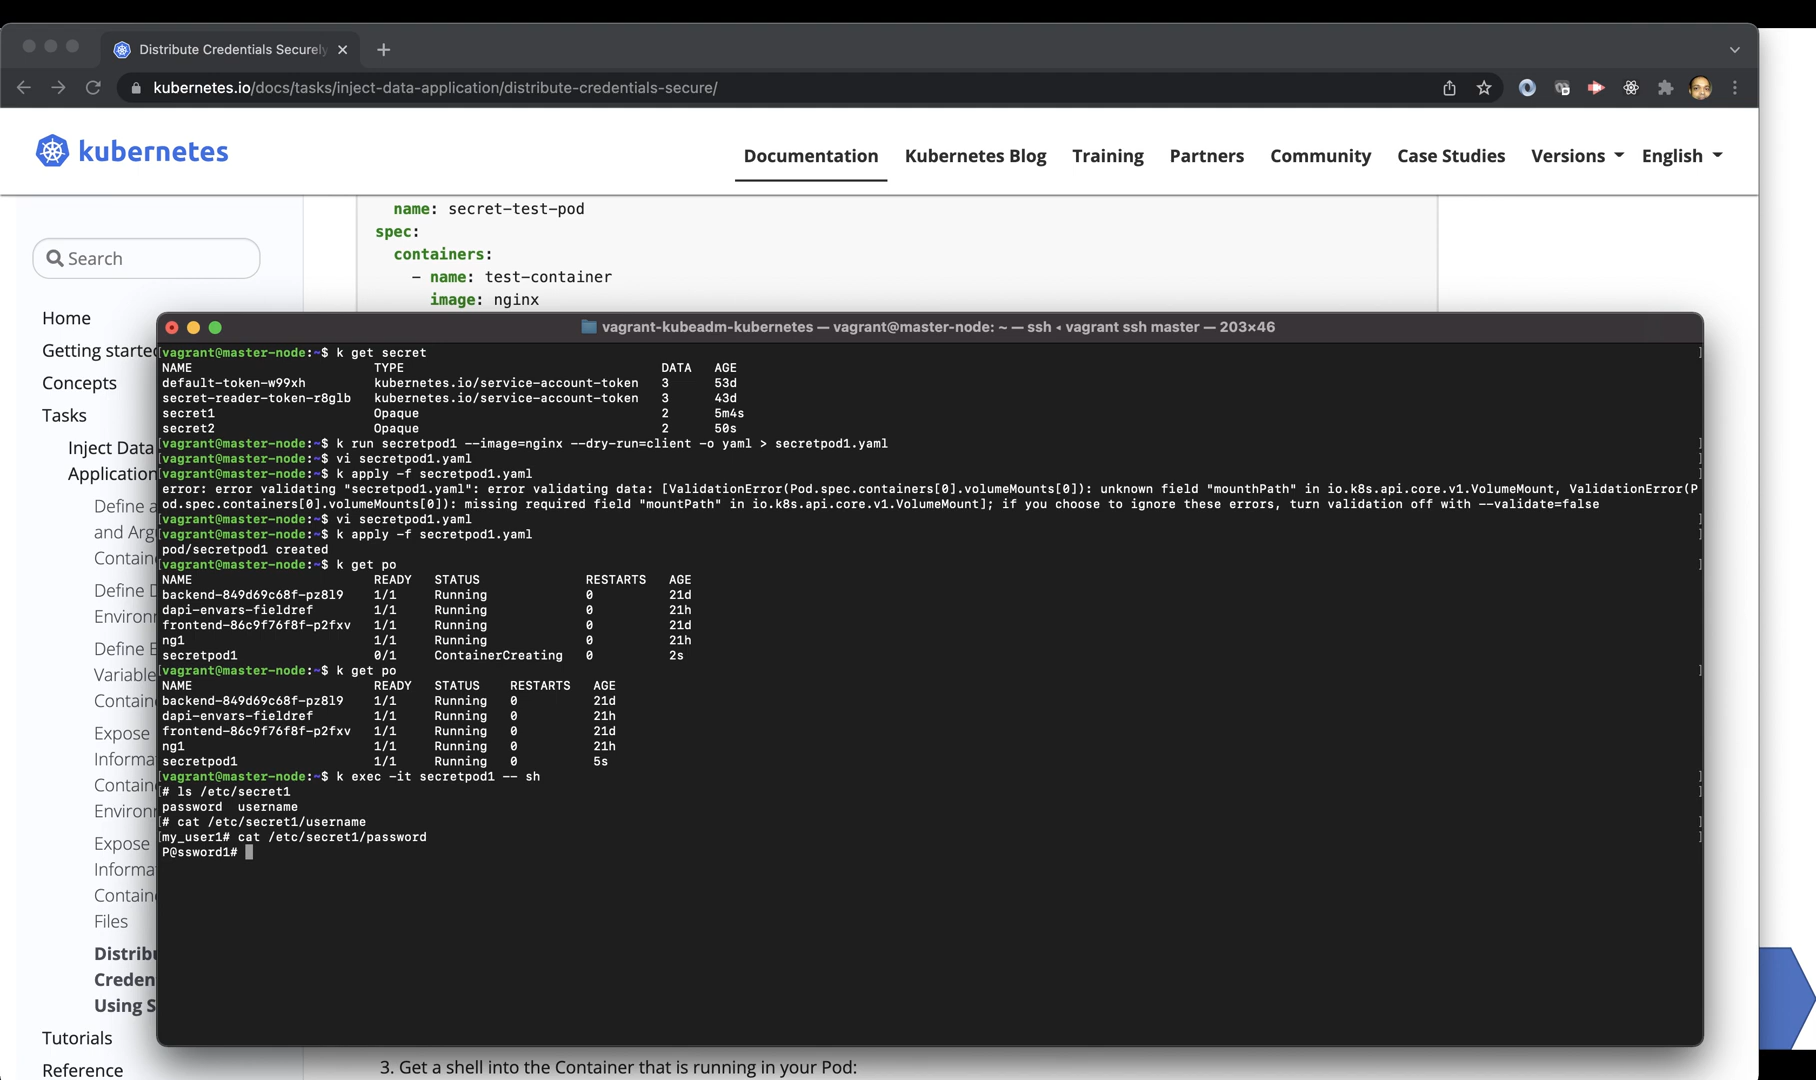 Distribute Credentials Securely
kubernetes.io/docs/tasks/inject-data-application/distribute-credentials-secure/
kubernetes
Documentation Kubernetes Blog Training Partners Community Case Studies Versions English
name: secret-test-pod
spec:
containers:
- name: test-container
image: nginx
Search
Home
Getting starte
Concepts
Tasks
Inject Data
Application
Define a
and Arg
Contain
Define D
Environ
Define E
Variable
Contain
Expose
Informa
Contain
Environ
Expose
Informa
Contain
Files
Distribu
Creden
Using S
Tutorials
Reference
vagrant-kubeadm-kubernetes — vagrant@master-node: ~ — ssh ◂ vagrant ssh master — 203×46
[vagrant@master-node:~$ k get secret ]
NAME TYPE DATA AGE
default-token-w99xh kubernetes.io/service-account-token 3 53d
secret-reader-token-r8glb kubernetes.io/service-account-token 3 43d
secret1 Opaque 2 5m4s
secret2 Opaque 2 50s
[vagrant@master-node:~$ k run secretpod1 --image=nginx --dry-run=client -o yaml > secretpod1.yaml ]
[vagrant@master-node:~$ vi secretpod1.yaml ]
[vagrant@master-node:~$ k apply -f secretpod1.yaml ]
error: error validating "secretpod1.yaml": error validating data: [ValidationError(Pod.spec.containers[0].volumeMounts[0]): unknown field "mounthPath" in io.k8s.api.core.v1.VolumeMount, ValidationError(P
od.spec.containers[0].volumeMounts[0]): missing required field "mountPath" in io.k8s.api.core.v1.VolumeMount]; if you choose to ignore these errors, turn validation off with --validate=false
[vagrant@master-node:~$ vi secretpod1.yaml ]
[vagrant@master-node:~$ k apply -f secretpod1.yaml ]
pod/secretpod1 created
[vagrant@master-node:~$ k get po ]
NAME READY STATUS RESTARTS AGE
backend-849d69c68f-pz8l9 1/1 Running 0 21d
dapi-envars-fieldref 1/1 Running 0 21h
frontend-86c9f76f8f-p2fxv 1/1 Running 0 21d
ng1 1/1 Running 0 21h
secretpod1 0/1 ContainerCreating 0 2s
[vagrant@master-node:~$ k get po ]
NAME READY STATUS RESTARTS AGE
backend-849d69c68f-pz8l9 1/1 Running 0 21d
dapi-envars-fieldref 1/1 Running 0 21h
frontend-86c9f76f8f-p2fxv 1/1 Running 0 21d
ng1 1/1 Running 0 21h
secretpod1 1/1 Running 0 5s
[vagrant@master-node:~$ k exec -it secretpod1 -- sh ]
[# ls /etc/secret1 ]
password username
[# cat /etc/secret1/username ]
[my_user1# cat /etc/secret1/password ]
P@ssword1#
3. Get a shell into the Container that is running in your Pod: